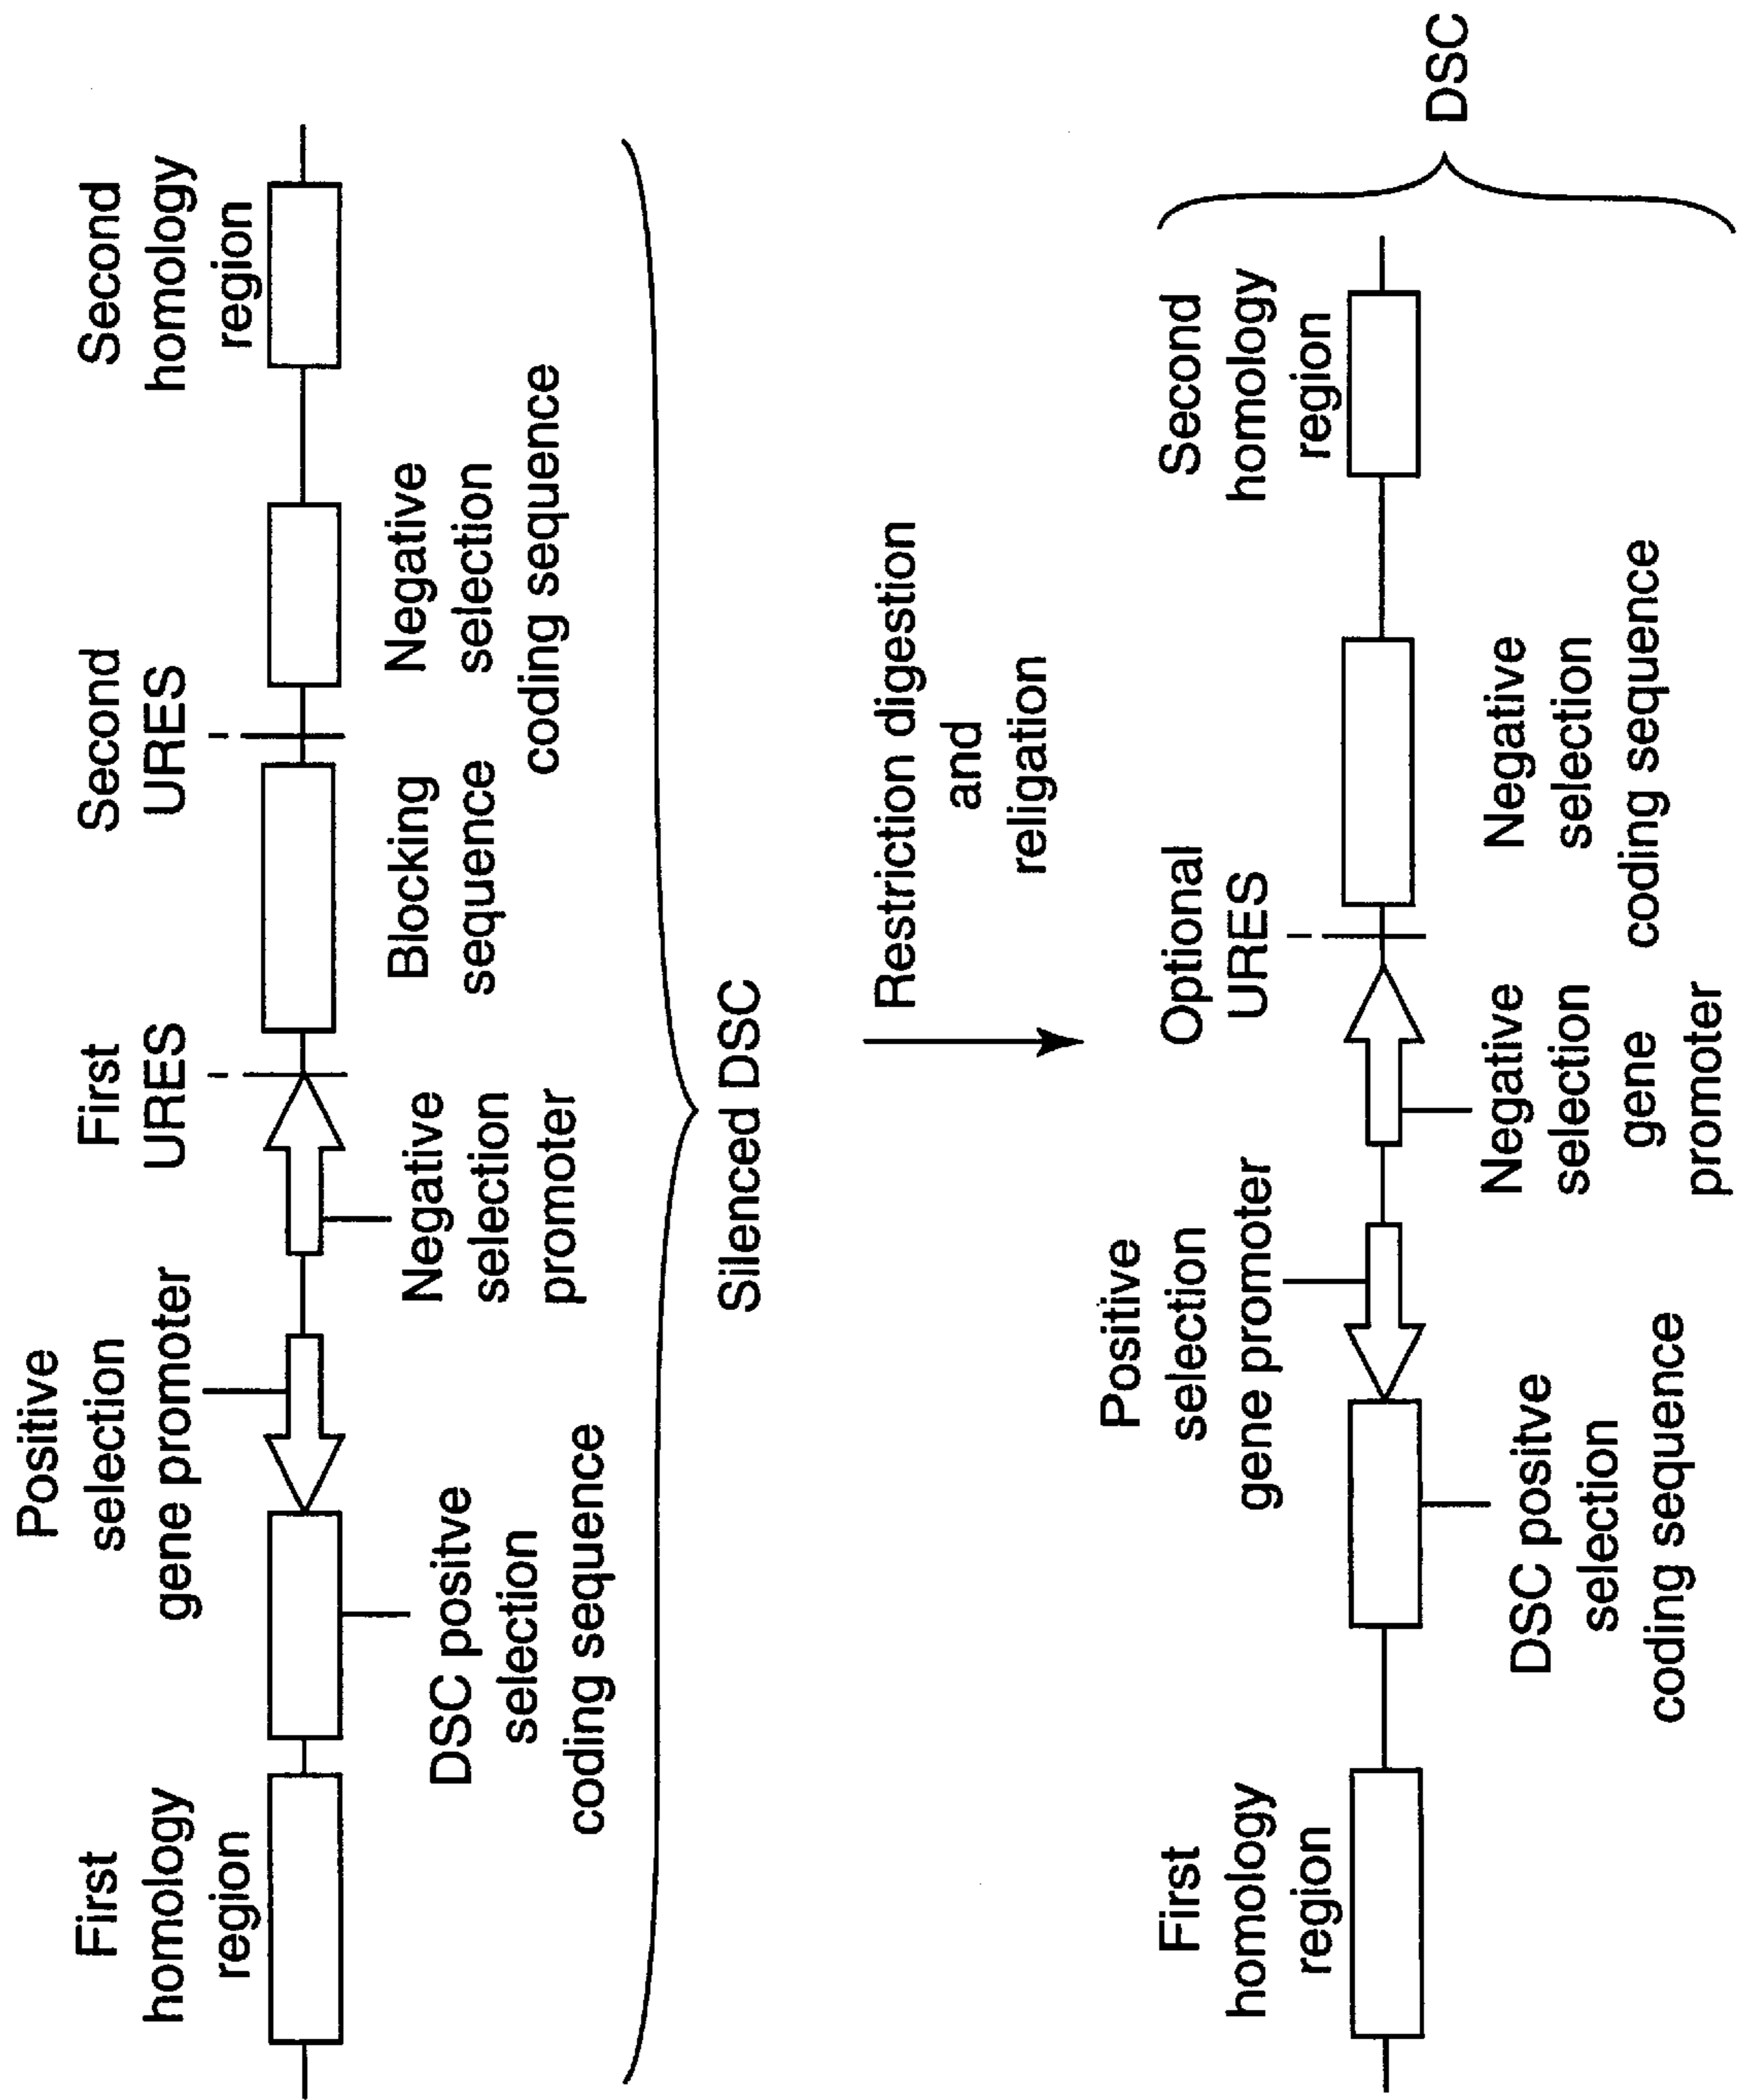 First
homology
region
Positive
selection
gene promoter
First
URES
Second
URES
Second
homology
region
DSC positve
selection
coding sequence
Negative
selection
promoter
Blocking
sequence
Negative
selection
coding sequence
Silenced DSC
Restriction digestion
and
religation
First
homology
region
Positive
selection
gene promoter
Optional
URES
Second
homology
region
DSC
DSC positve
selection
coding sequence
Negative
selection
gene
promoter
Negative
selection
coding sequence